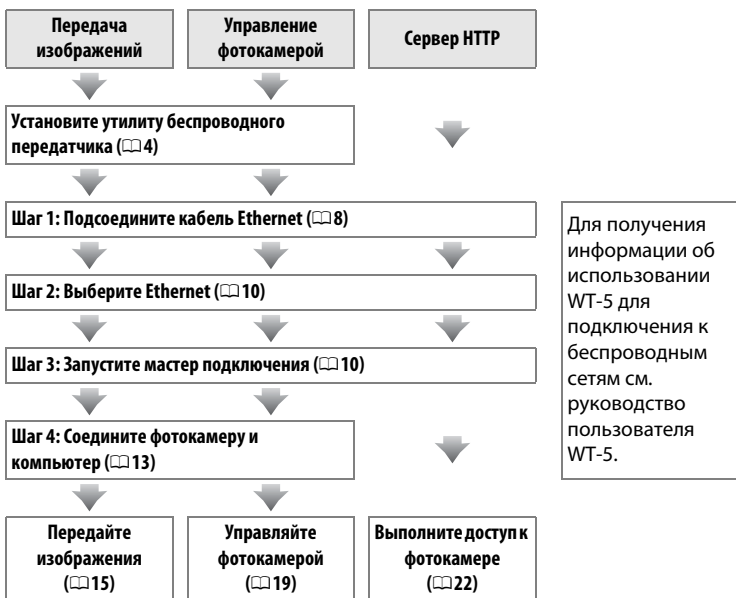 Передача
изображений
Управление
фотокамерой
Сервер HTTP
Установите утилиту беспроводного
передатчика (🕮4)
Шаг 1: Подсоедините кабель Ethernet (🕮8)
Шаг 2: Выберите Ethernet (🕮10)
Шаг 3: Запустите мастер подключения (🕮10)
Шаг 4: Соедините фотокамеру и
компьютер (🕮13)
Передайте
изображения
(🕮15)
Управляйте
фотокамерой
(🕮19)
Выполните доступ к
фотокамере
(🕮22)
Для получения
информации об
использовании
WT-5 для
подключения к
беспроводным
сетям см.
руководство
пользователя
WT-5.